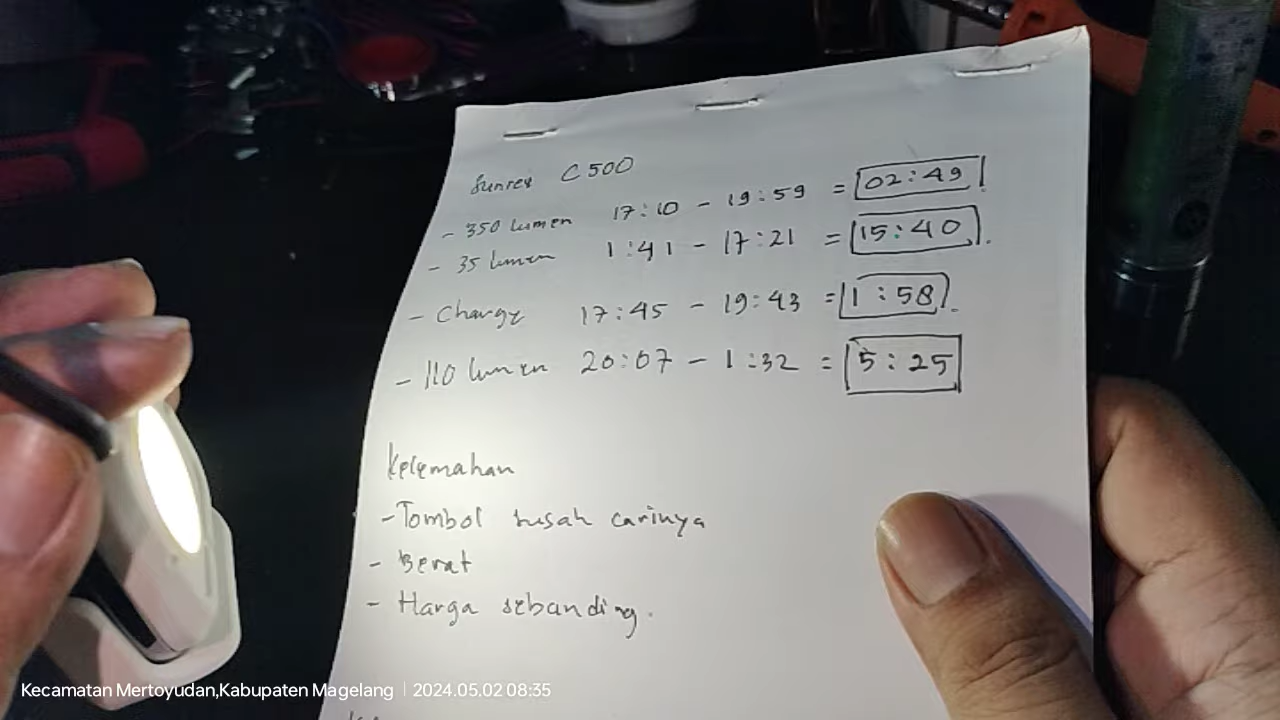 Sunrei C500
- 350 lumen 17:10 - 19:59 = 02:49
- 35 lumen 1:41 - 17:21 = 15:40
- Charge 17:45 - 19:43 = 1:58
- 110 lumen 20:07 - 1:32 = 5:25
Kelemahan
- Tombol susah carinya
- Berat
- Harga sebanding.
Kecamatan Mertoyudan,Kabupaten Magelang | 2024.05.02 08:35